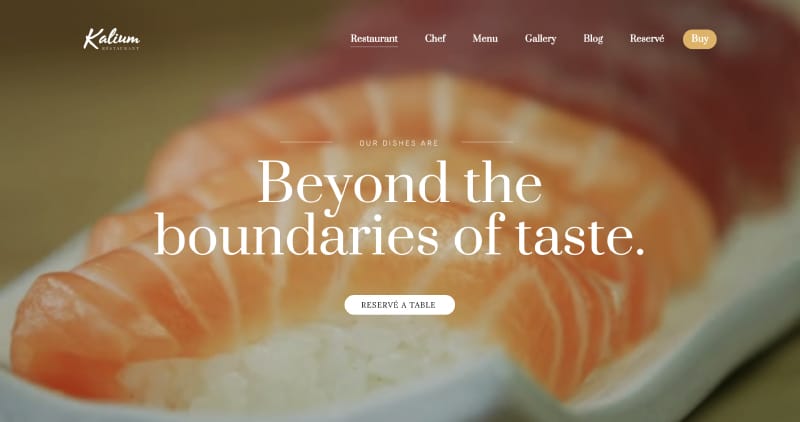 Kalium
RESTAURANT
Restaurant Chef Menu Gallery Blog Reservé Buy
OUR DISHES ARE
Beyond the
boundaries of taste.
RESERVÉ A TABLE